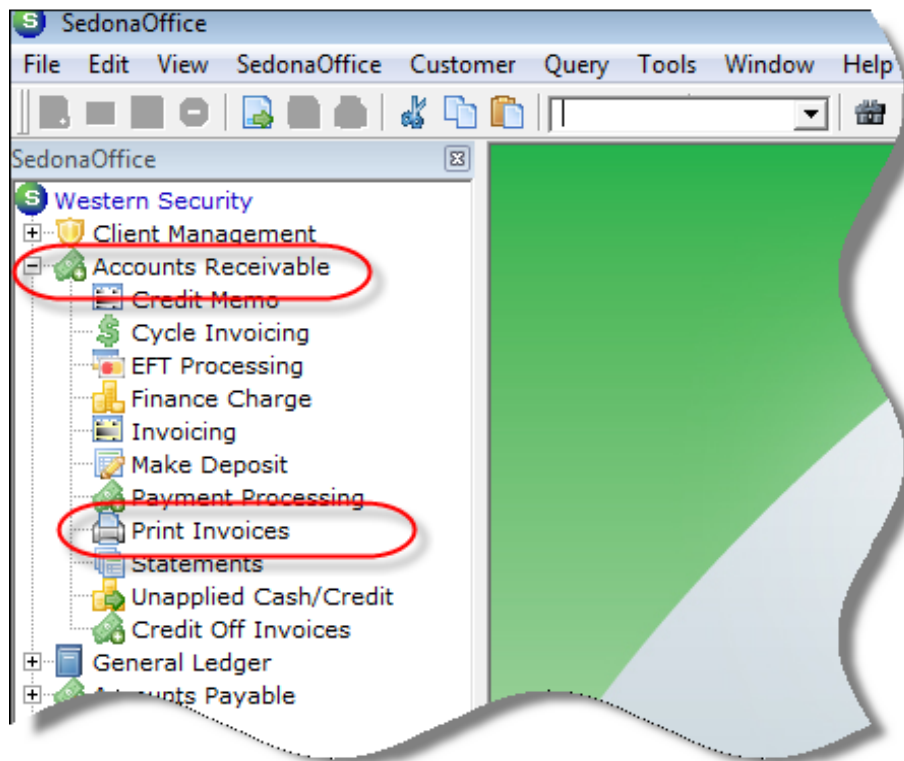 SedonaOffice
File Edit View SedonaOffice Customer Query Tools Window Help
SedonaOffice
Western Security
Client Management
Accounts Receivable
Credit Memo
Cycle Invoicing
EFT Processing
Finance Charge
Invoicing
Make Deposit
Payment Processing
Print Invoices
Statements
Unapplied Cash/Credit
Credit Off Invoices
General Ledger
Accounts Payable